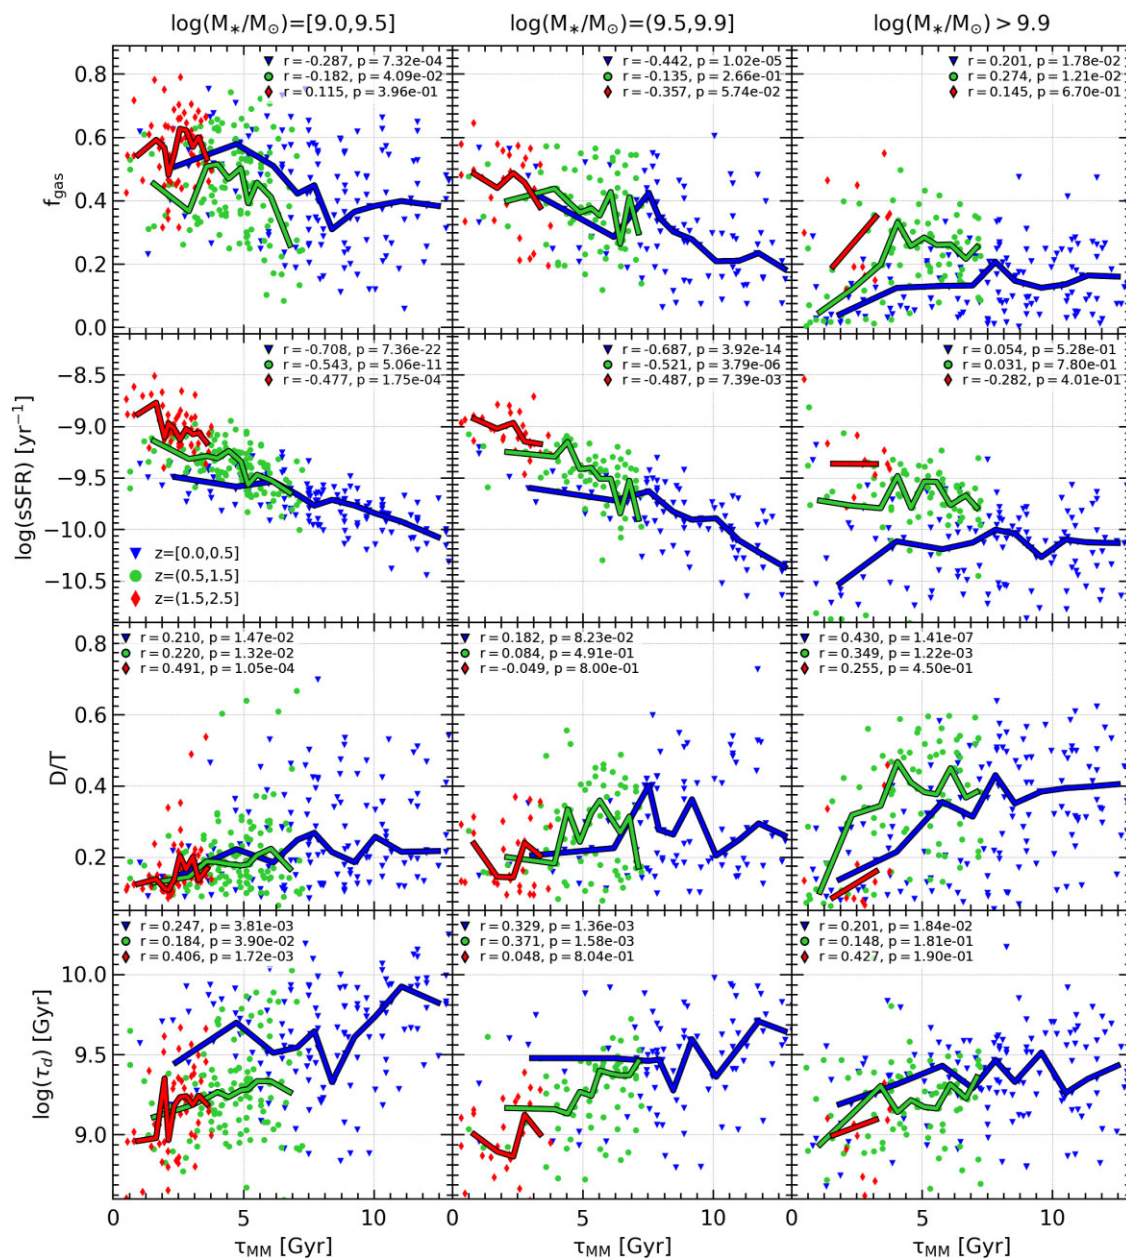 log(M∗/M⊙)=[9.0,9.5]
log(M∗/M⊙)=(9.5,9.9]
log(M∗/M⊙) > 9.9
0.8
0.6
0.4
0.2
0.0
f_gas
r=-0.287, p=7.32e-04
r=-0.182, p=4.09e-02
r=0.115, p=3.96e-01
r=-0.442, p=1.02e-05
r=-0.135, p=2.66e-01
r=-0.357, p=5.74e-02
r=0.201, p=1.78e-02
r=0.274, p=1.21e-02
r=0.145, p=6.70e-01
−8.5
−9.0
−9.5
−10.0
−10.5
log(sSFR) [yr⁻¹]
r=-0.708, p=7.36e-22
r=-0.543, p=5.06e-11
r=-0.477, p=1.75e-04
z=[0.0,0.5]
z=(0.5,1.5]
z=(1.5,2.5]
r=-0.687, p=3.92e-14
r=-0.521, p=3.79e-06
r=-0.487, p=7.39e-03
r=0.054, p=5.28e-01
r=0.031, p=7.80e-01
r=-0.282, p=4.01e-01
0.8
0.6
0.4
0.2
D/T
r=0.210, p=1.47e-02
r=0.220, p=1.32e-02
r=0.491, p=1.05e-04
r=0.182, p=8.23e-02
r=0.084, p=4.91e-01
r=-0.049, p=8.00e-01
r=0.430, p=1.41e-07
r=0.349, p=1.22e-03
r=0.255, p=4.50e-01
10.0
9.5
9.0
log(τ_d) [Gyr]
r=0.247, p=3.81e-03
r=0.184, p=3.90e-02
r=0.406, p=1.72e-03
r=0.329, p=1.36e-03
r=0.371, p=1.58e-03
r=0.048, p=8.04e-01
r=0.201, p=1.84e-02
r=0.148, p=1.81e-01
r=0.427, p=1.90e-01
0 5 10
0 5 10
0 5 10
τ_MM [Gyr]
τ_MM [Gyr]
τ_MM [Gyr]